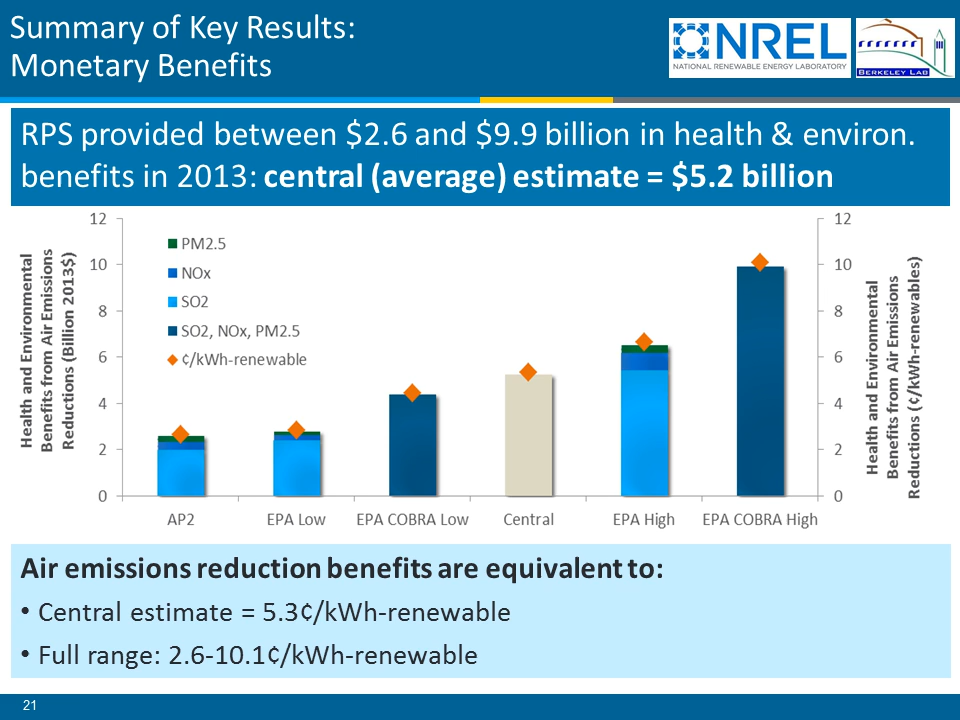 Summary of Key Results:
Monetary Benefits
NREL
NATIONAL RENEWABLE ENERGY LABORATORY
BERKELEY LAB
RPS provided between $2.6 and $9.9 billion in health & environ.
benefits in 2013: central (average) estimate = $5.2 billion
Health and Environmental
Benefits from Air Emissions
Reductions (Billion 2013$)
12
10
8
6
4
2
0
PM2.5
NOx
SO2
SO2, NOx, PM2.5
¢/kWh-renewable
12
10
8
6
4
2
0
Health and Environmental
Benefits from Air Emissions
Reductions (¢/kWh-renewables)
AP2
EPA Low
EPA COBRA Low
Central
EPA High
EPA COBRA High
Air emissions reduction benefits are equivalent to:
• Central estimate = 5.3¢/kWh-renewable
• Full range: 2.6-10.1¢/kWh-renewable
21